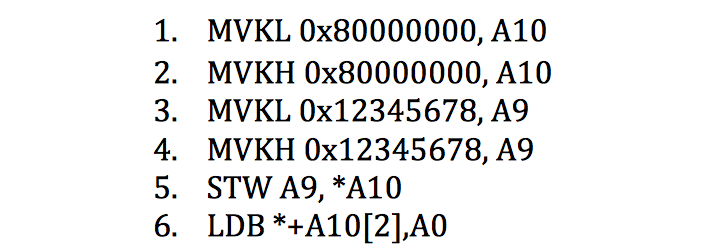 1. MVKL 0x80000000, A10
2. MVKH 0x80000000, A10
3. MVKL 0x12345678, A9
4. MVKH 0x12345678, A9
5. STW A9, *A10
6. LDB *+A10[2],A0